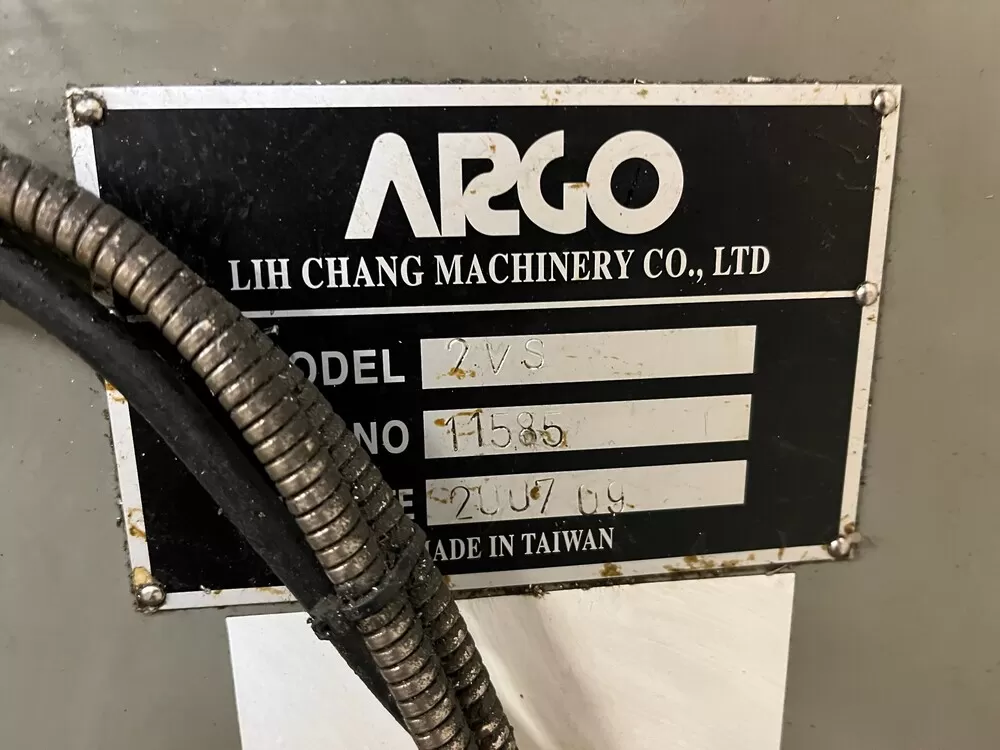 ARGO
LIH CHANG MACHINERY CO., LTD
ODEL 2VS
NO 11585
E 2007 09
MADE IN TAIWAN